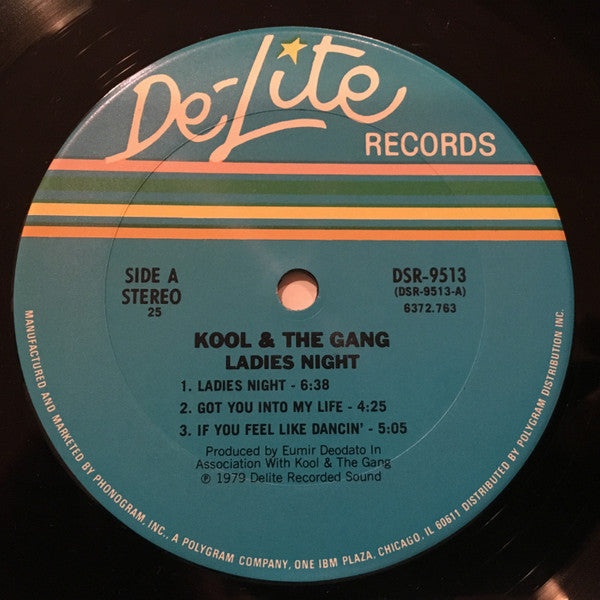 De-Lite
RECORDS
SIDE A
STEREO
25
DSR-9513
(DSR-9513-A)
6372.763
KOOL & THE GANG
LADIES NIGHT
1. LADIES NIGHT - 6:38
2. GOT YOU INTO MY LIFE - 4:25
3. IF YOU FEEL LIKE DANCIN' - 5:05
Produced by Eumir Deodato In
Association With Kool & The Gang
℗ 1979 Delite Recorded Sound
MANUFACTURED AND MARKETED BY PHONOGRAM, INC., A POLYGRAM COMPANY, ONE IBM PLAZA, CHICAGO, IL 60611 DISTRIBUTED BY POLYGRAM DISTRIBUTION INC.